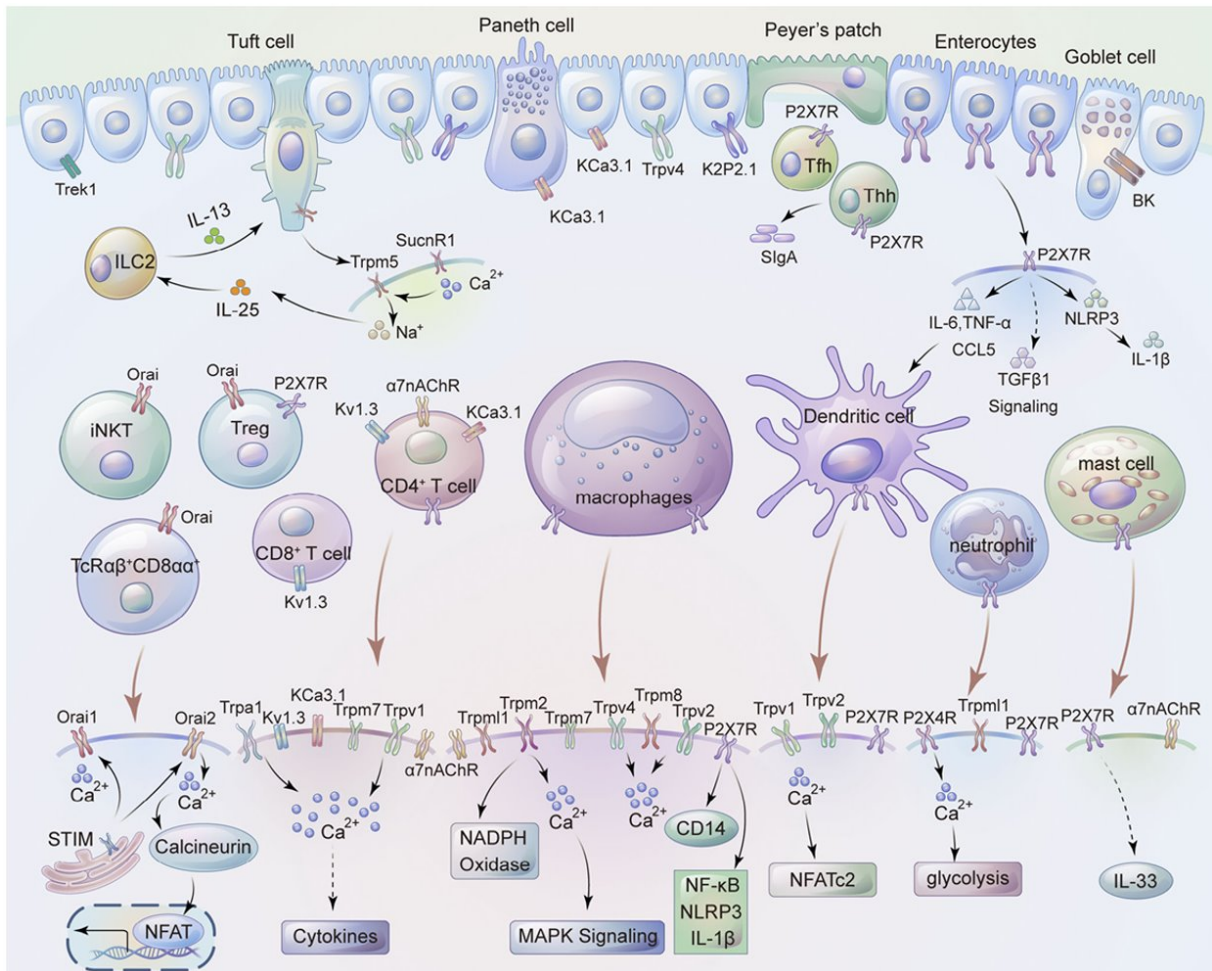 Tuft cell
Paneth cell
Peyer's patch
Enterocytes
Goblet cell
P2X7R
Tfh
Thh
P2X7R
SIgA
Trek1
KCa3.1
KCa3.1
Trpv4
K2P2.1
BK
IL-13
ILC2
IL-25
SucnR1
Trpm5
Ca²⁺
Na⁺
P2X7R
IL-6,TNF-α
CCL5
NLRP3
IL-1β
TGFβ1
Signaling
Orai
iNKT
Orai
P2X7R
Treg
α7nAChR
Kv1.3
KCa3.1
CD4⁺ T cell
macrophages
Dendritic cell
neutrophil
mast cell
Orai
TcRαβ⁺CD8αα⁺
CD8⁺ T cell
Kv1.3
Orai1
Orai2
Ca²⁺
Ca²⁺
STIM
Calcineurin
NFAT
Trpa1
Kv1.3
KCa3.1
Trpm7
Trpv1
α7nAChR
Ca²⁺
Cytokines
Trpml1
Trpm2
Trpm7
Trpv4
Trpm8
Trpv2
P2X7R
NADPH
Oxidase
Ca²⁺
Ca²⁺
CD14
MAPK Signaling
NF-κB
NLRP3
IL-1β
Trpv1
Trpv2
P2X7R
Ca²⁺
NFATc2
P2X4R
Trpml1
P2X7R
Ca²⁺
glycolysis
P2X7R
α7nAChR
IL-33